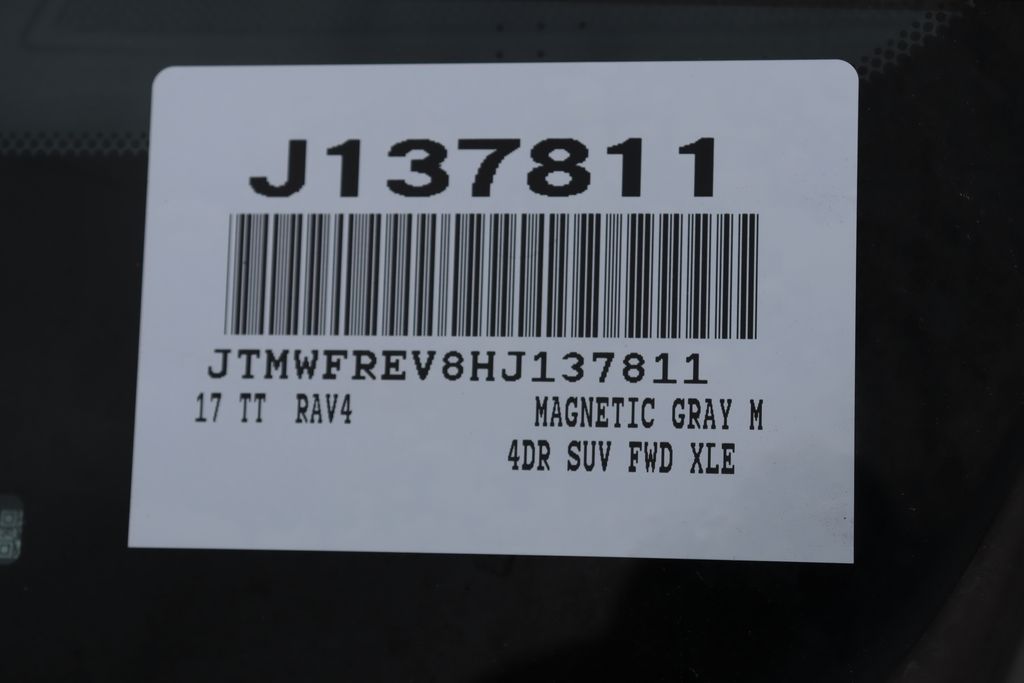 J137811
JTMWFREV8HJ137811
17 TT RAV4 MAGNETIC GRAY M
4DR SUV FWD XLE